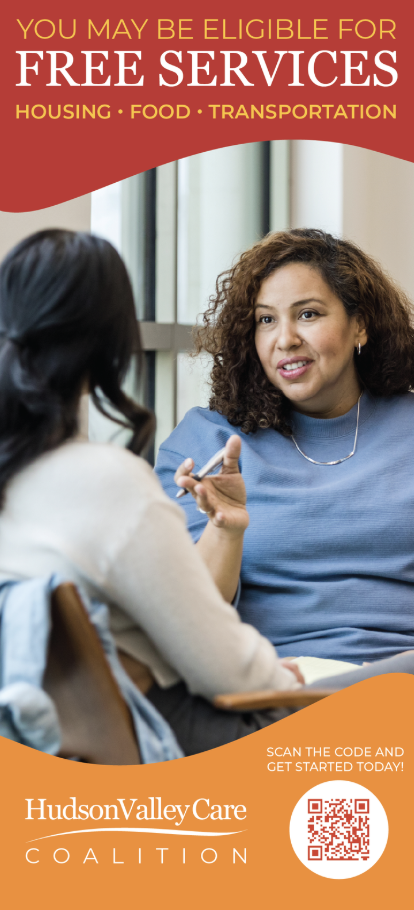 YOU MAY BE ELIGIBLE FOR
FREE SERVICES
HOUSING • FOOD • TRANSPORTATION
SCAN THE CODE AND
GET STARTED TODAY!
HudsonValleyCare
COALITION